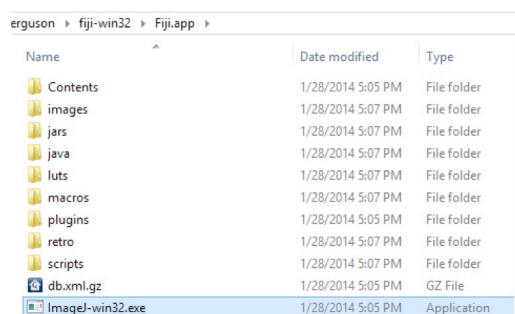 erguson fiji-win32 Fiji.app
Name Date modified Type
Contents 1/28/2014 5:05 PM File folder
images 1/28/2014 5:07 PM File folder
jars 1/28/2014 5:07 PM File folder
java 1/28/2014 5:07 PM File folder
luts 1/28/2014 5:07 PM File folder
macros 1/28/2014 5:07 PM File folder
plugins 1/28/2014 5:05 PM File folder
retro 1/28/2014 5:07 PM File folder
scripts 1/28/2014 5:07 PM File folder
db.xml.gz 1/28/2014 5:05 PM GZ File
ImageJ-win32.exe 1/28/2014 5:05 PM Application